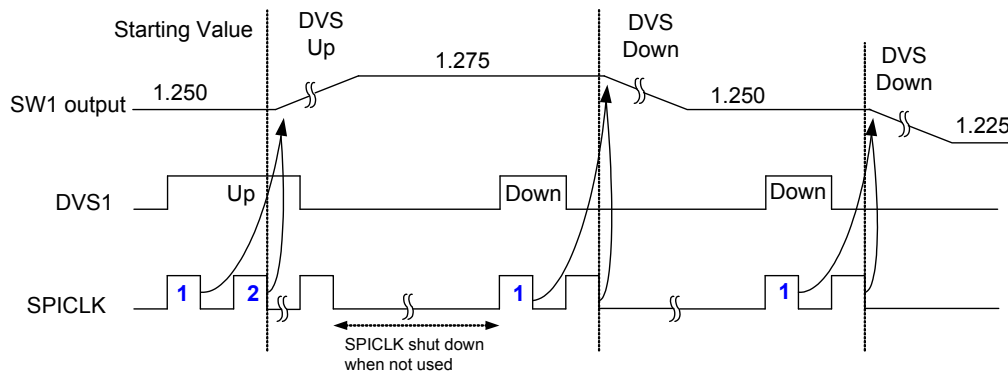 Starting Value
DVS
Up
DVS
Down
DVS
Down
1.275
1.250
1.250
1.225
SW1 output
DVS1
Up
Down
Down
SPICLK
1
2
1
1
SPICLK shut down
when not used